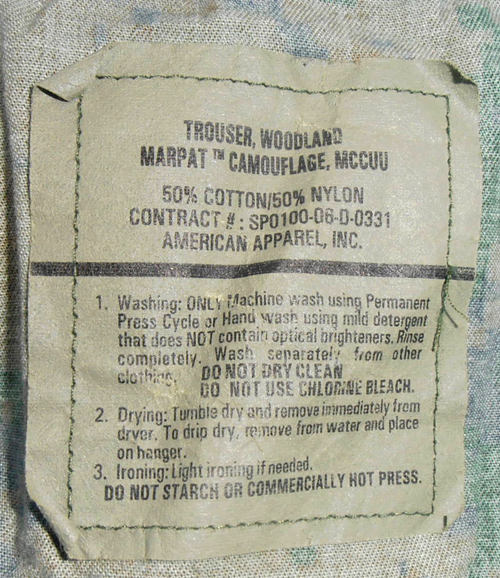 TROUSER, WOODLAND
MARPAT™ CAMOUFLAGE, MCCUU
50% COTTON/50% NYLON
CONTRACT #: SP0100-06-D-0331
AMERICAN APPAREL, INC.
1. Washing: ONLY Machine wash using Permanent
Press Cycle or Hand wash using mild detergent
that does NOT contain optical brighteners. Rinse
completely. Wash separately from other
clothing. DO NOT DRY CLEAN
DO NOT USE CHLORINE BLEACH.
2. Drying: Tumble dry and remove immediately from
dryer. To drip dry, remove from water and place
on hanger.
3. Ironing: Light ironing if needed.
DO NOT STARCH OR COMMERCIALLY HOT PRESS.